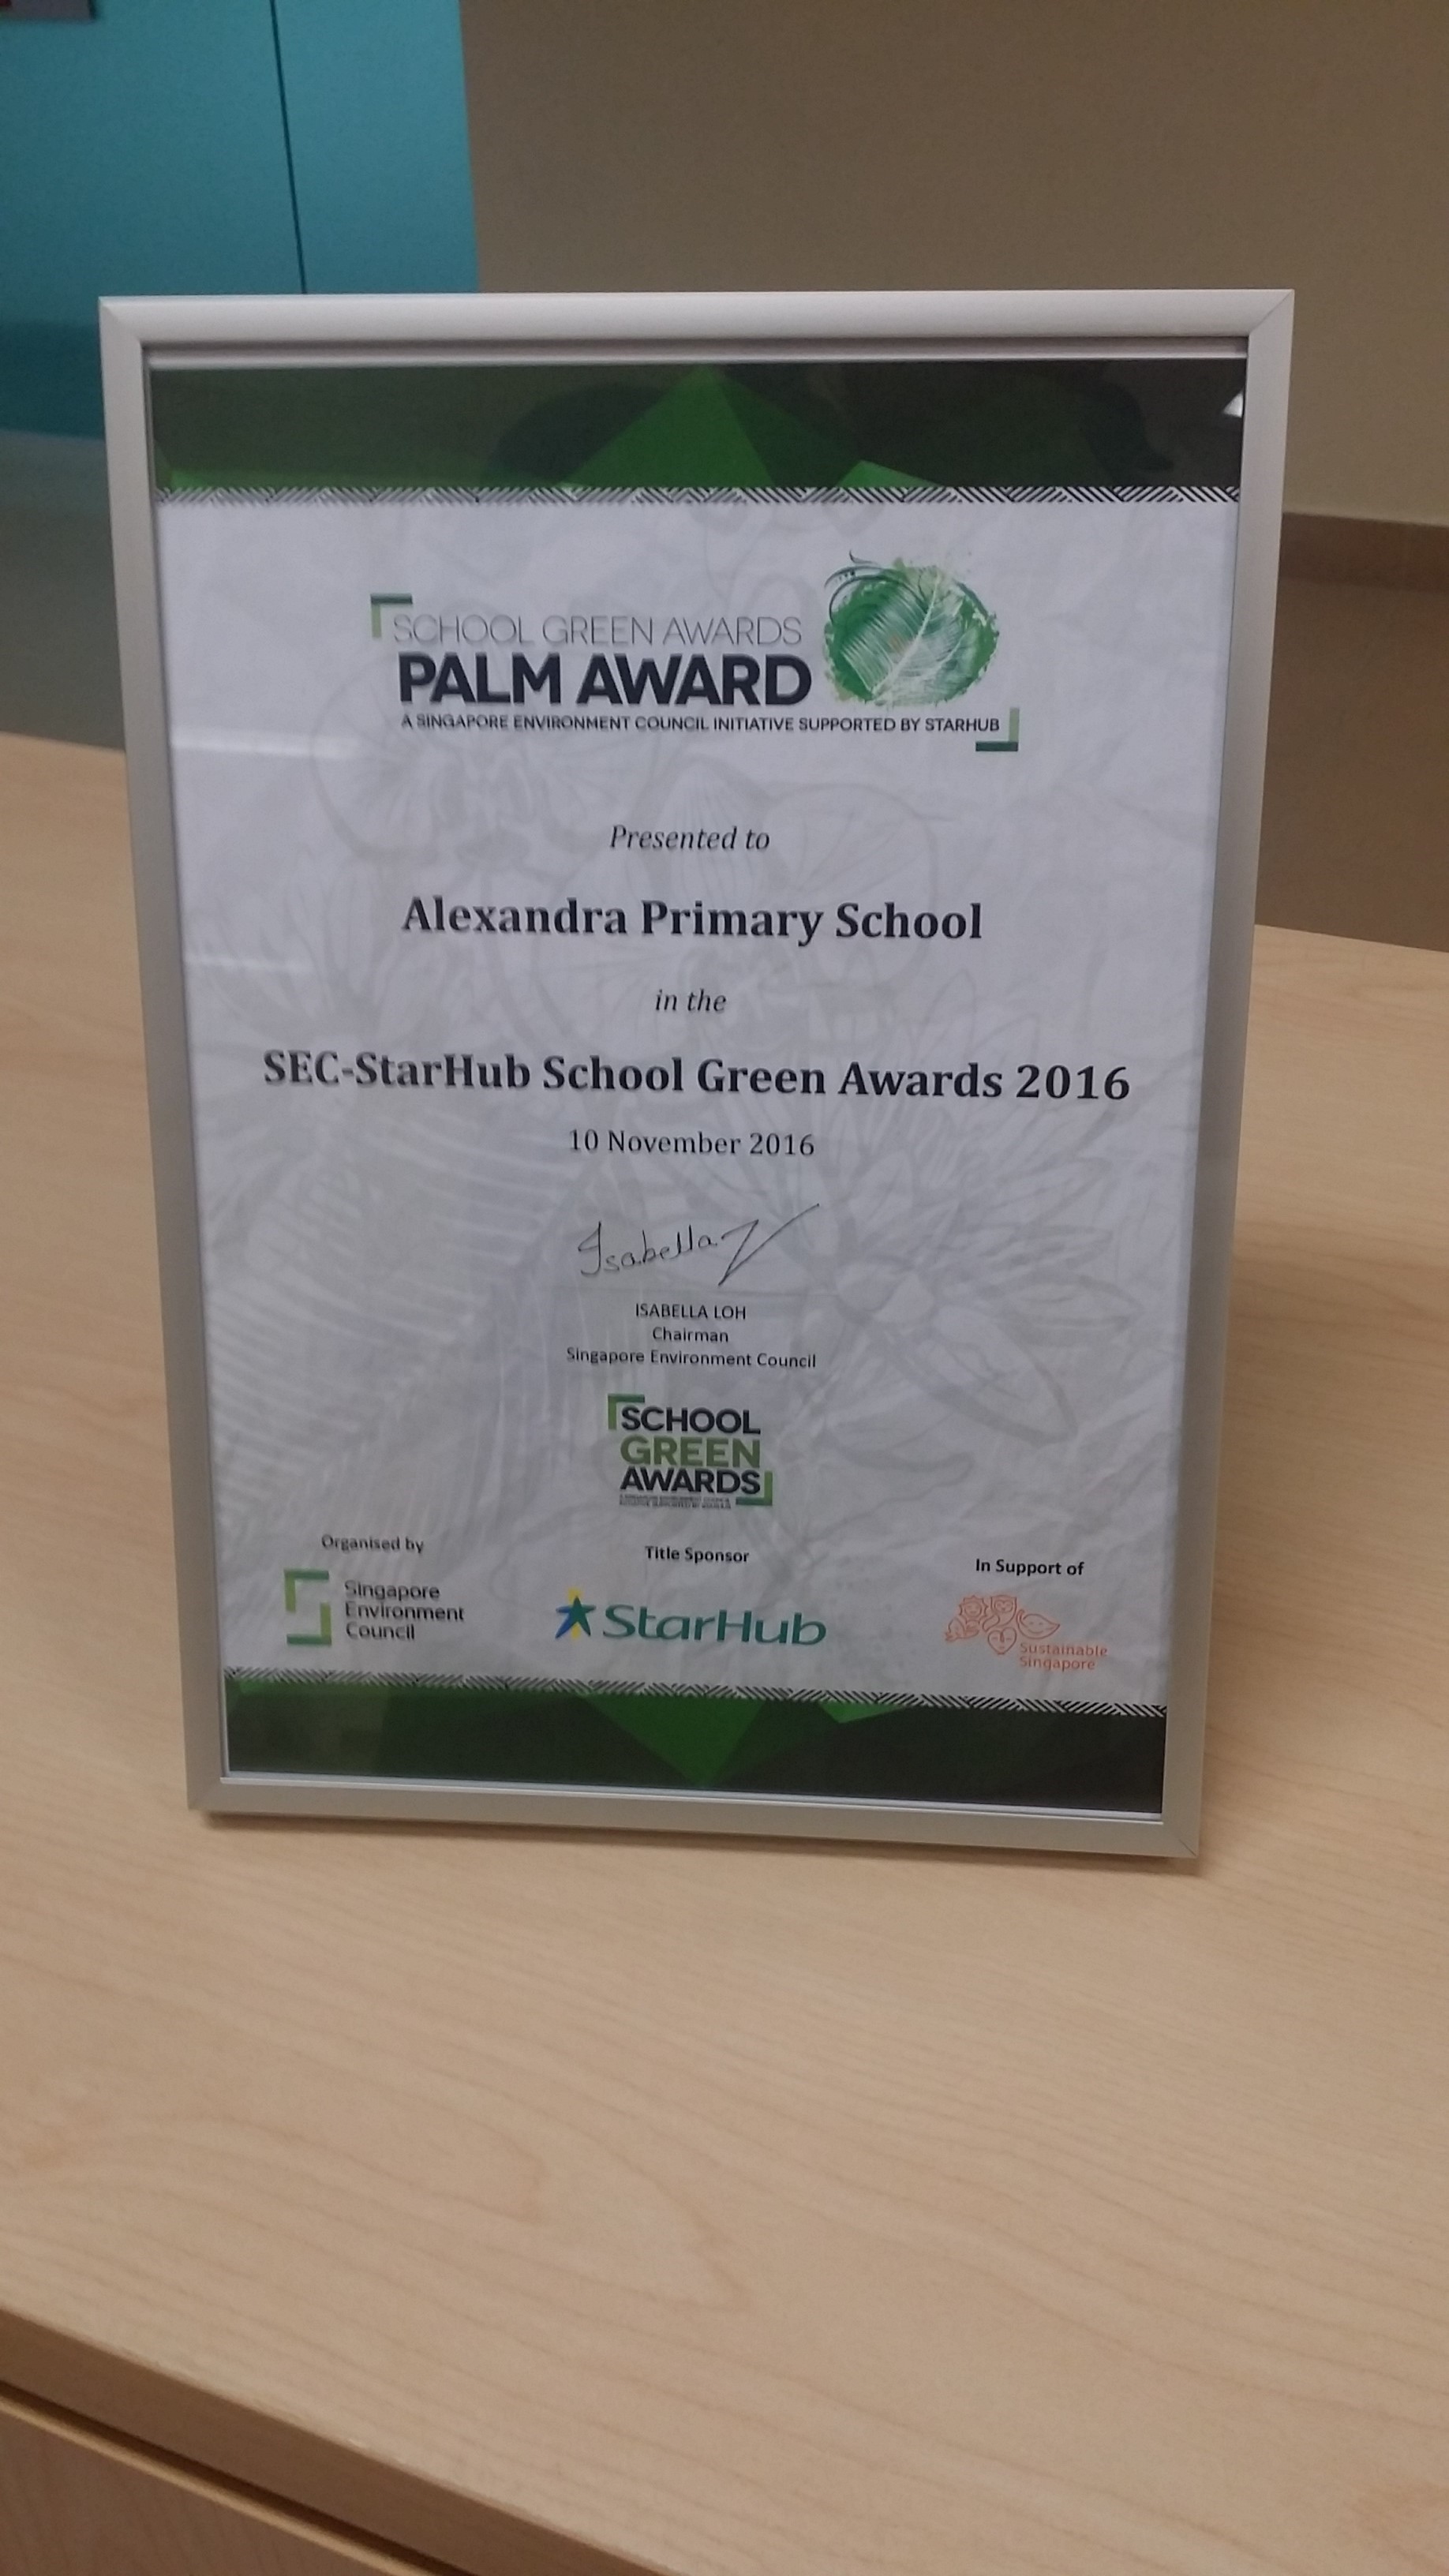 SCHOOL GREEN AWARDS
PALM AWARD
A SINGAPORE ENVIRONMENT COUNCIL INITIATIVE SUPPORTED BY STARHUB
Presented to
Alexandra Primary School
in the
SEC-StarHub School Green Awards 2016
10 November 2016
Isabella
ISABELLA LOH
Chairman
Singapore Environment Council
SCHOOL
GREEN
AWARDS
Organised by
Singapore
Environment
Council
Title Sponsor
StarHub
In Support of
Sustainable
Singapore